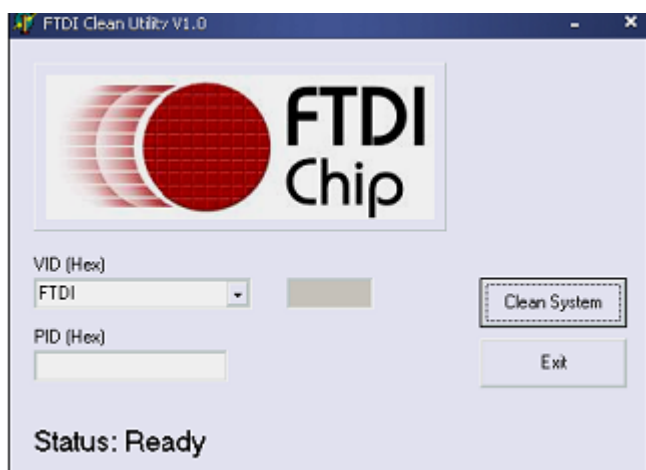 FTDI Clean Utility V1.0
FTDI
Chip
VID (Hex)
FTDI
Clean System
PID (Hex)
Exit
Status: Ready